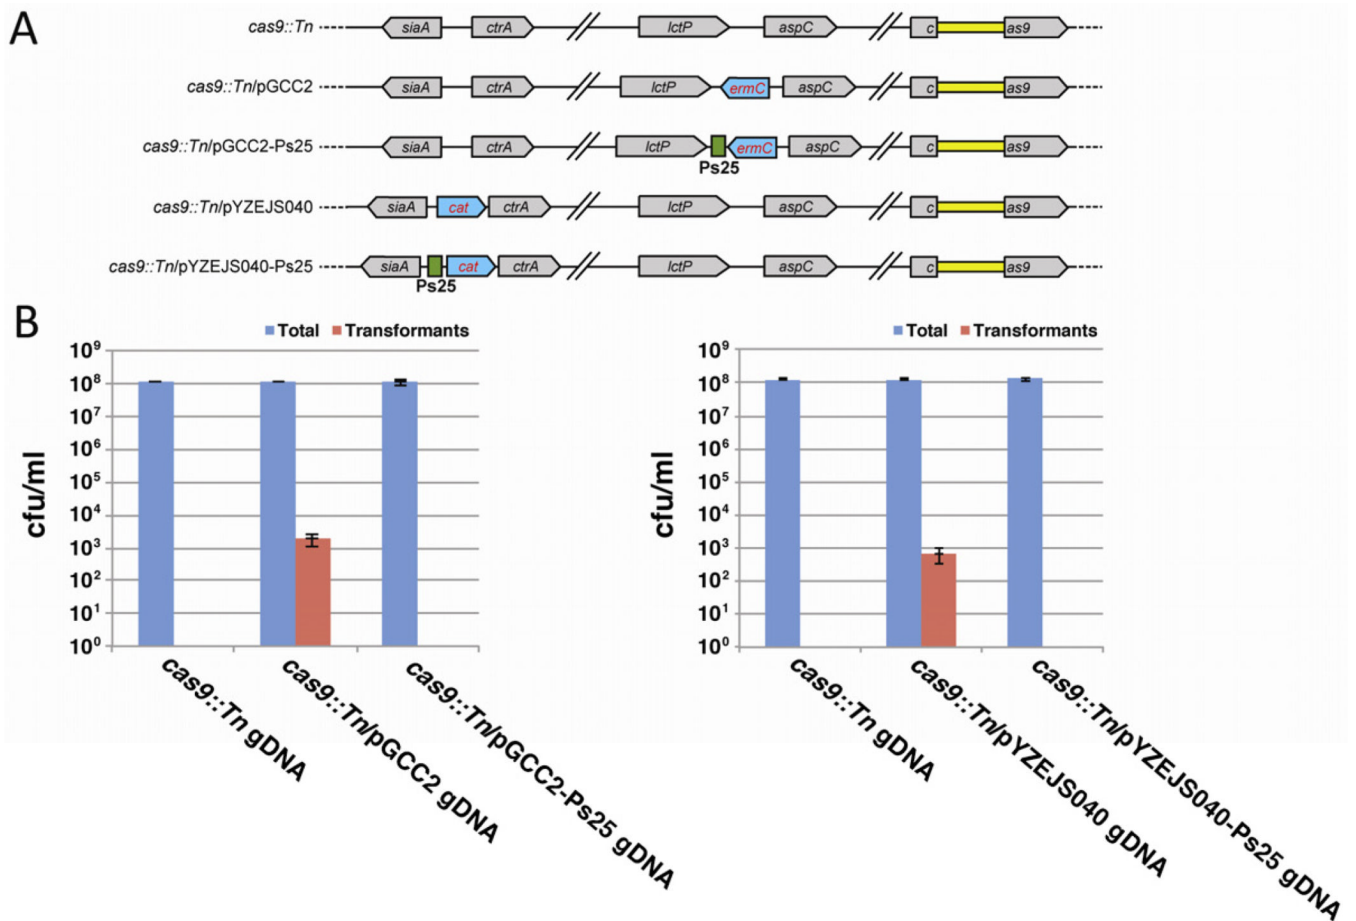 A
cas9::Tn
siaA ctrA lctP aspC c as9
cas9::Tn/pGCC2
siaA ctrA lctP ermC aspC c as9
cas9::Tn/pGCC2-Ps25
siaA ctrA lctP ermC aspC c as9
Ps25
cas9::Tn/pYZEJS040
siaA cat ctrA lctP aspC c as9
cas9::Tn/pYZEJS040-Ps25
siaA cat ctrA lctP aspC c as9
Ps25
B
Total Transformants
cfu/ml
10⁹
10⁸
10⁷
10⁶
10⁵
10⁴
10³
10²
10¹
10⁰
cas9::Tn gDNA
cas9::Tn/pGCC2 gDNA
cas9::Tn/pGCC2-Ps25 gDNA
Total Transformants
cfu/ml
10⁹
10⁸
10⁷
10⁶
10⁵
10⁴
10³
10²
10¹
10⁰
cas9::Tn gDNA
cas9::Tn/pYZEJS040 gDNA
cas9::Tn/pYZEJS040-Ps25 gDNA